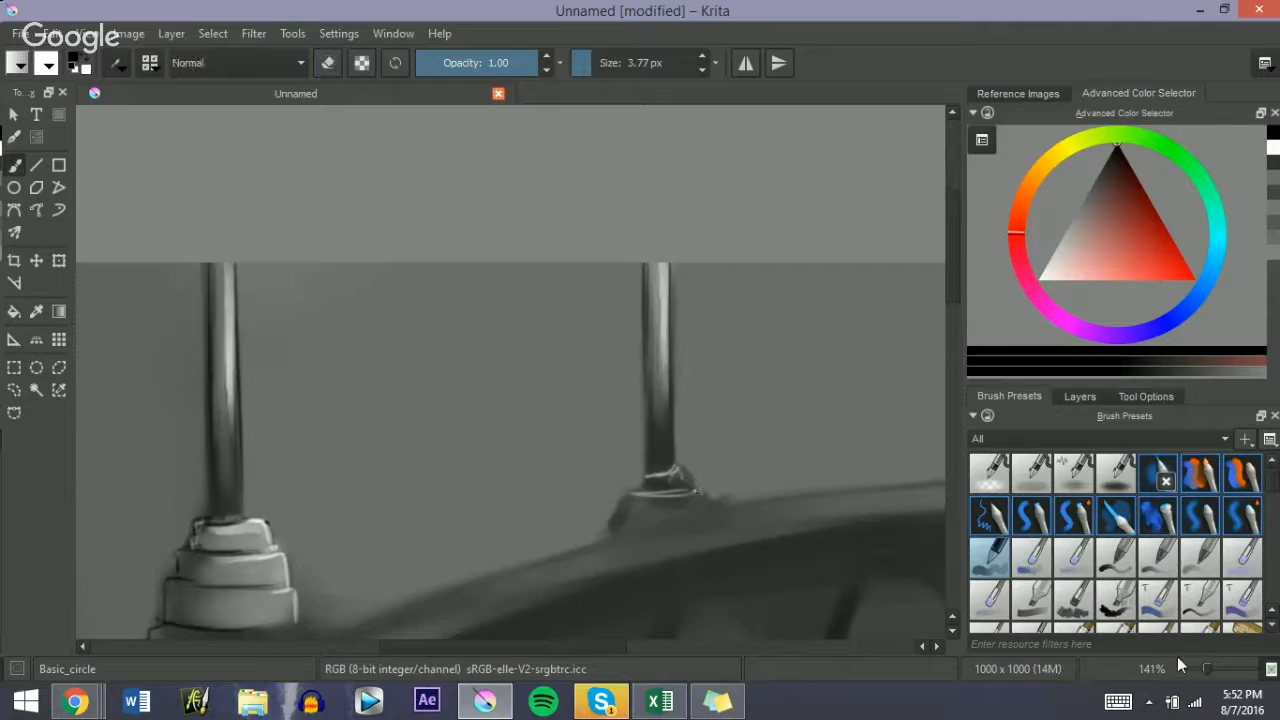 Unnamed [modified] – Krita
Google
File Image Layer Select Filter Tools Settings Window Help
Normal Opacity: 1.00 Size: 3.77 px
To... Unnamed Reference Images Advanced Color Selector
Advanced Color Selector
Brush Presets Layers Tool Options
Brush Presets
All
Enter resource filters here
Basic_circle RGB (8-bit integer/channel) sRGB-elle-V2-srgbtrc.icc 1000 x 1000 (14M) 141%
5:52 PM
8/7/2016